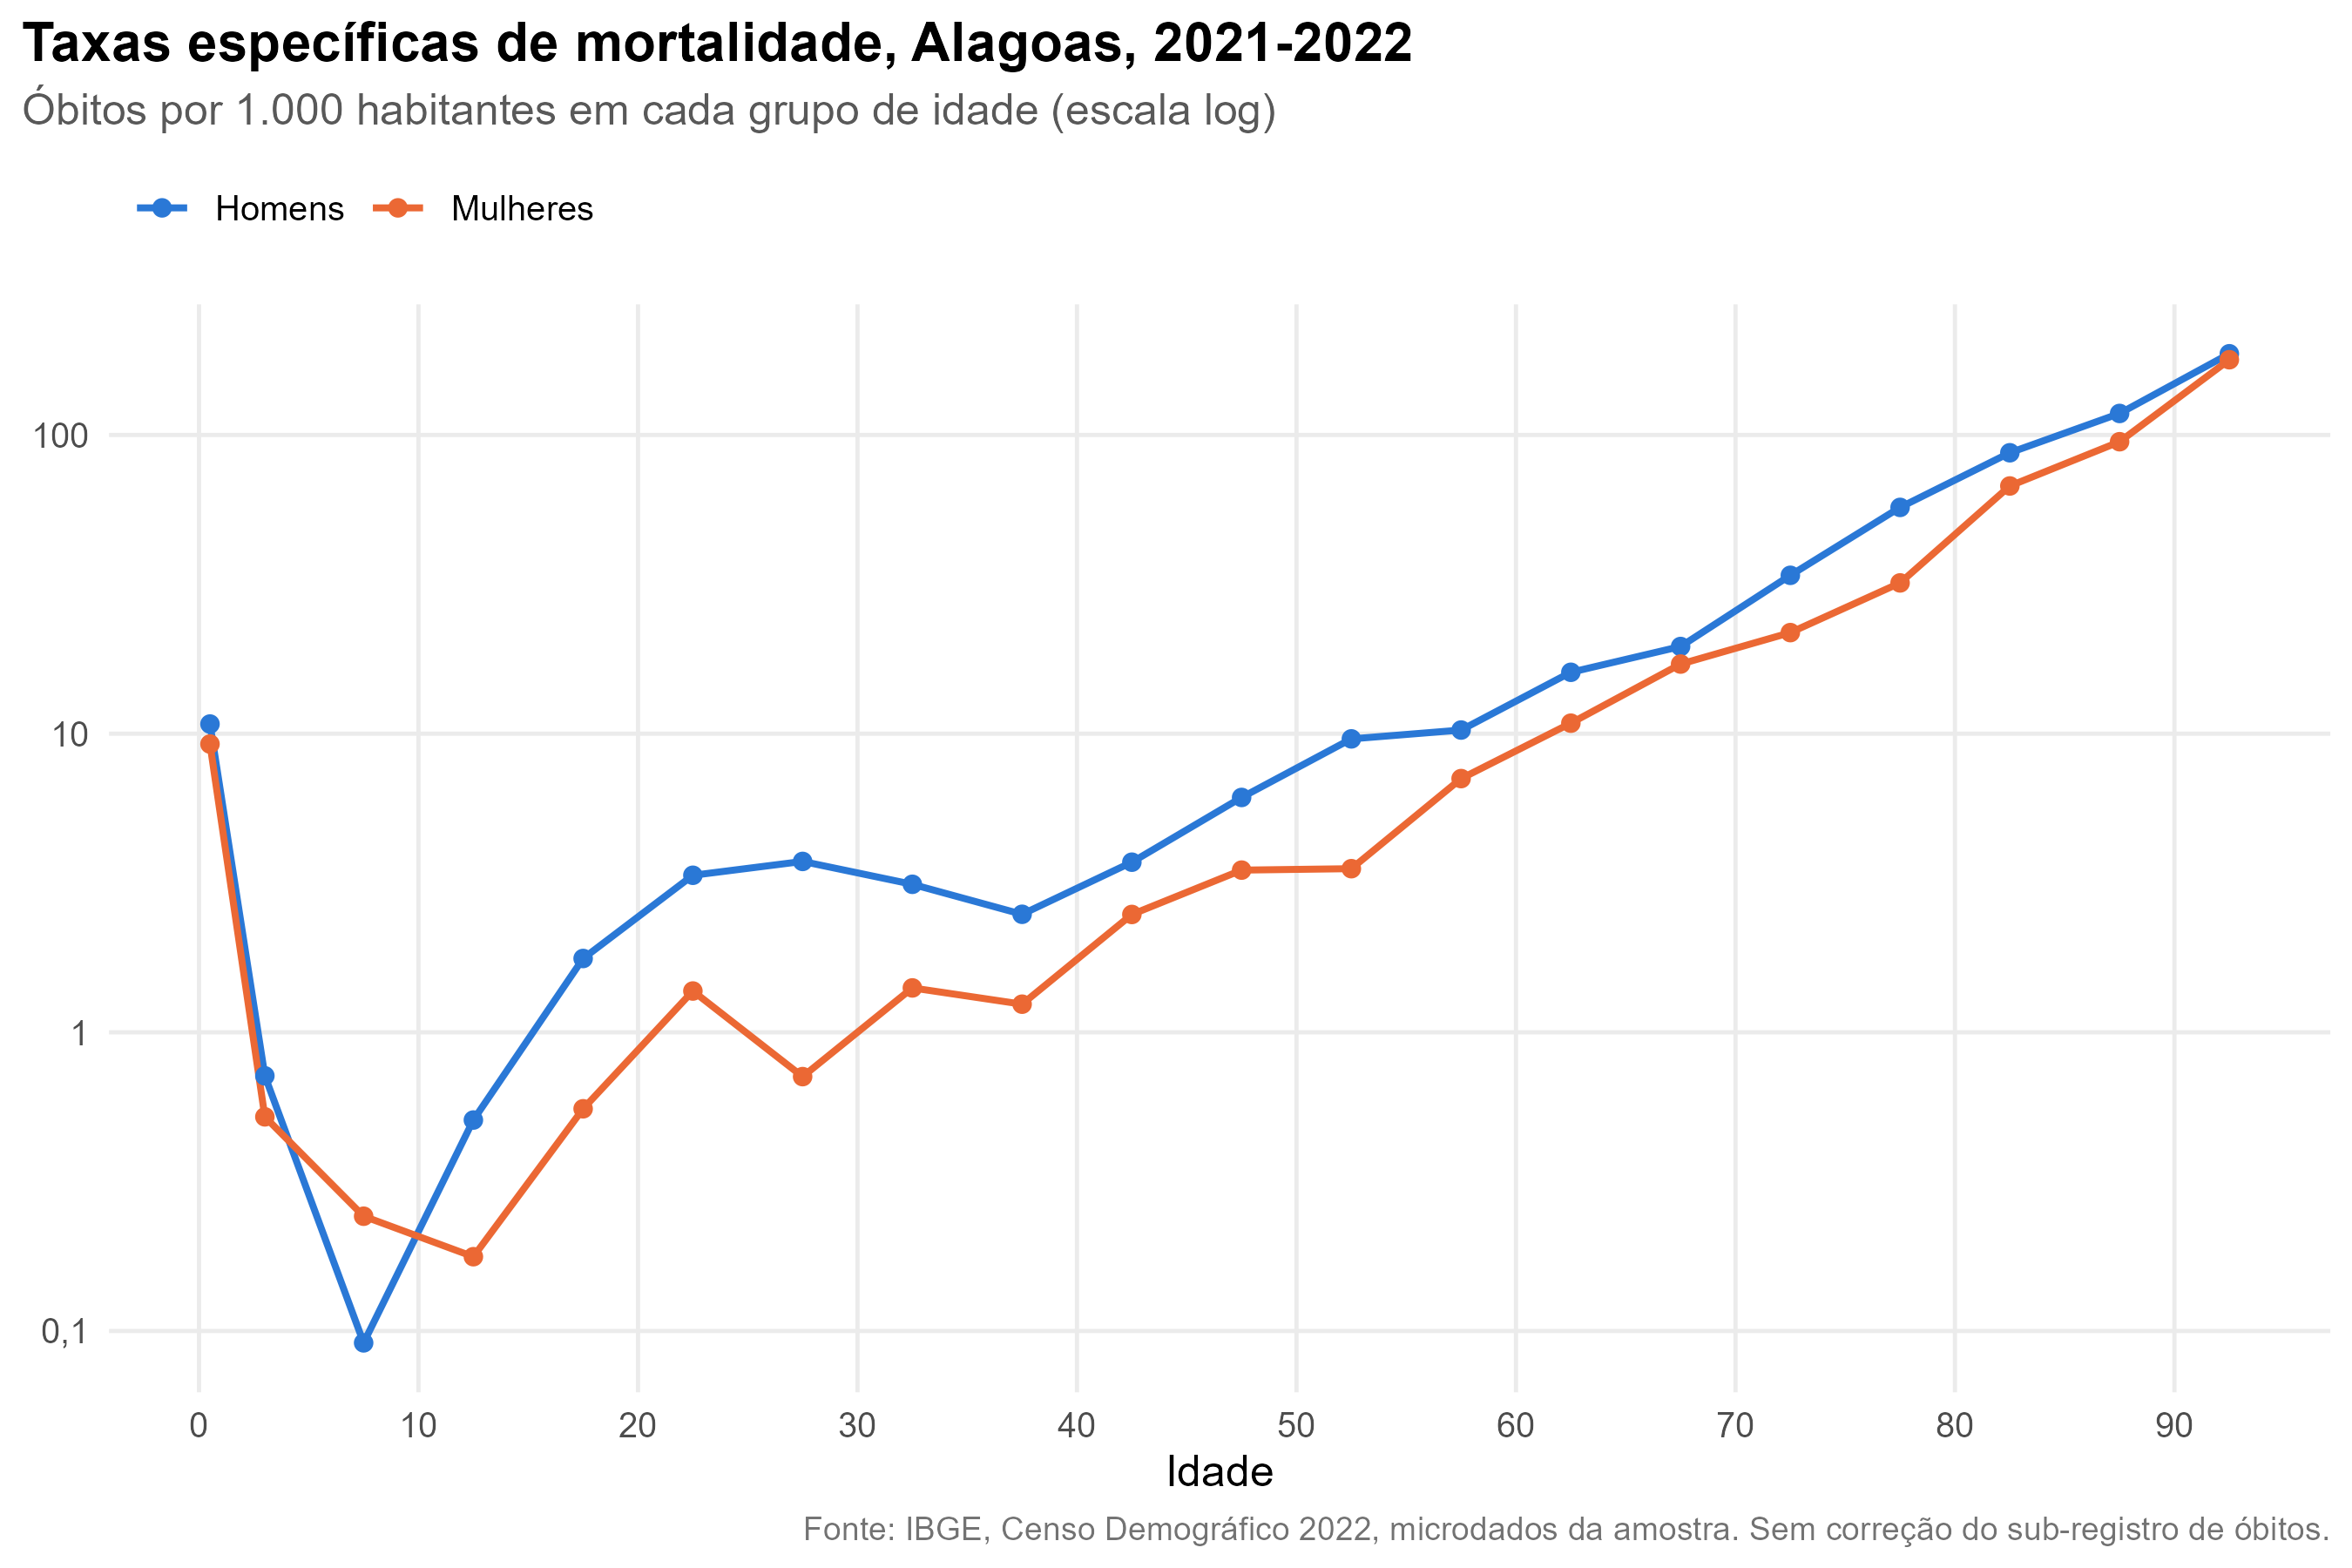 Taxas específicas de mortalidade, Alagoas, 2021-2022
Óbitos por 1.000 habitantes em cada grupo de idade (escala log)
Homens Mulheres
100
10
1
0,1
0 10 20 30 40 50 60 70 80 90
Idade
Fonte: IBGE, Censo Demográfico 2022, microdados da amostra. Sem correção do sub-registro de óbitos.